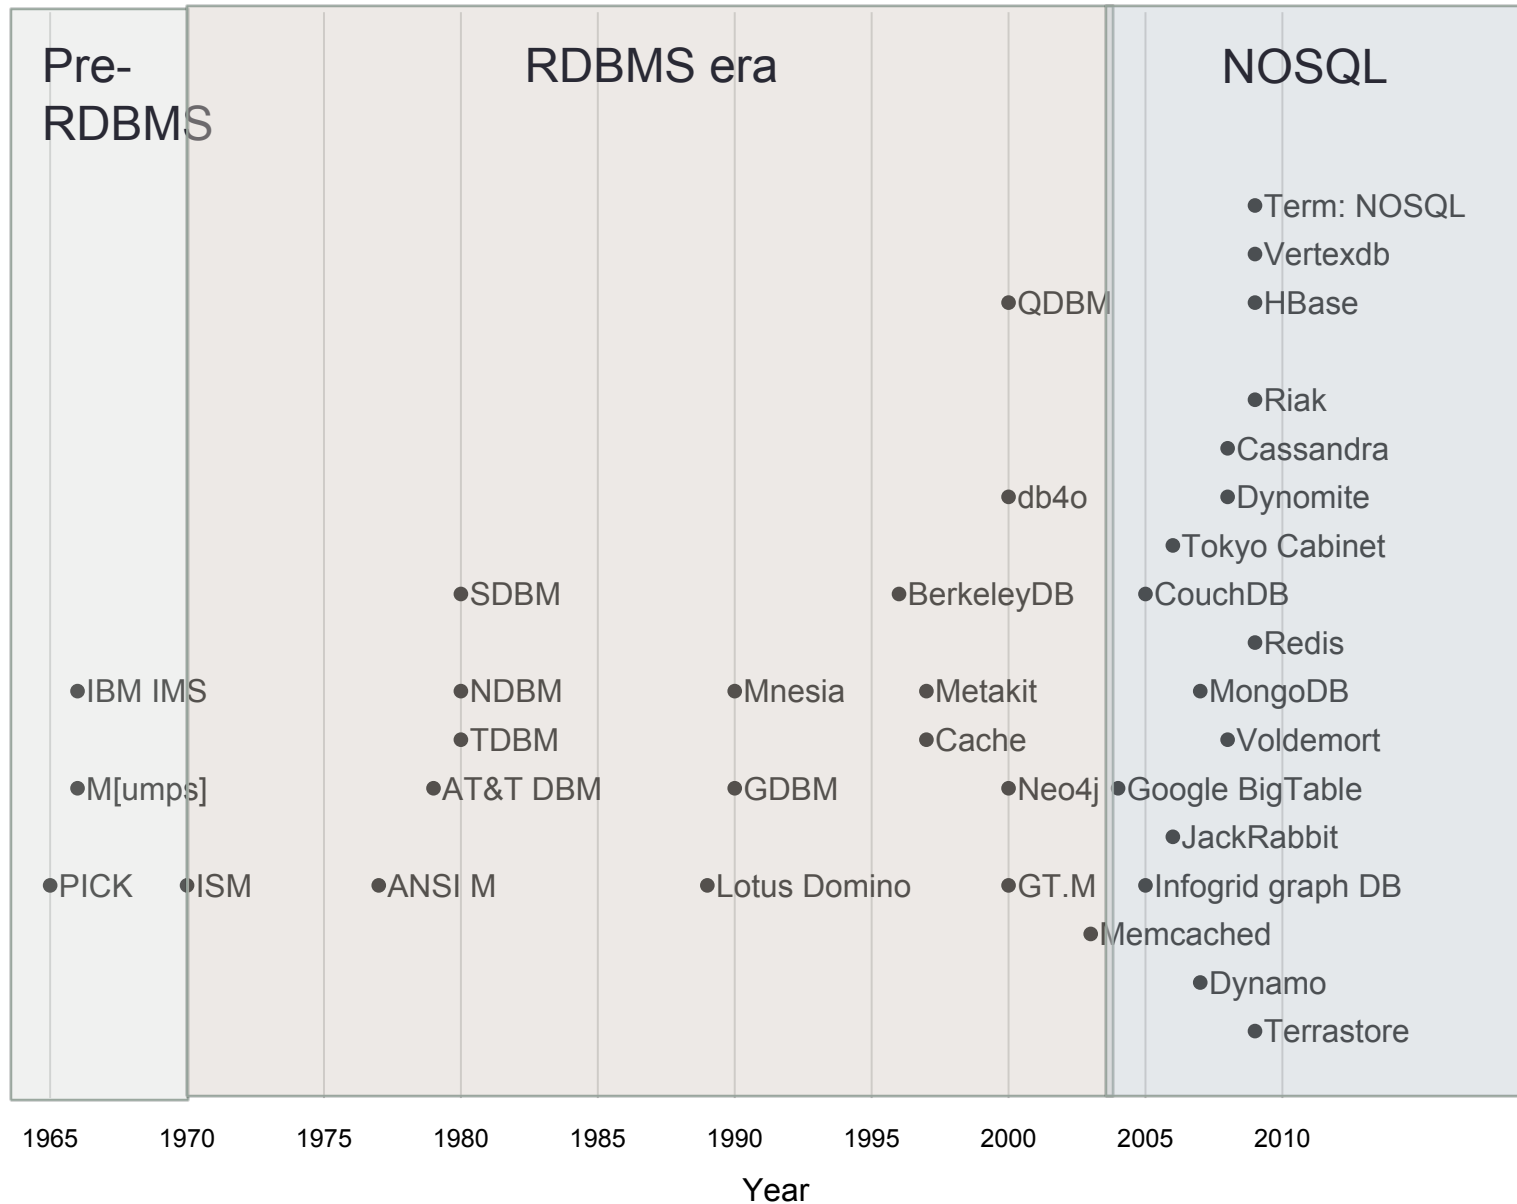 Pre-
RDBMS
RDBMS era
NOSQL
Term: NOSQL
Vertexdb
QDBM
HBase
Riak
Cassandra
db4o
Dynomite
Tokyo Cabinet
SDBM
BerkeleyDB
CouchDB
Redis
IBM IMS
NDBM
Mnesia
Metakit
MongoDB
TDBM
Cache
Voldemort
M[umps]
AT&T DBM
GDBM
Neo4j
Google BigTable
JackRabbit
PICK
ISM
ANSI M
Lotus Domino
GT.M
Infogrid graph DB
Memcached
Dynamo
Terrastore
1965 1970 1975 1980 1985 1990 1995 2000 2005 2010
Year